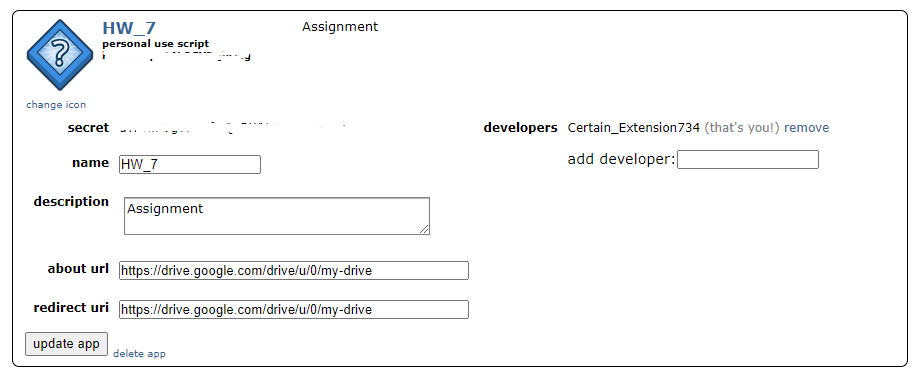 HW_7
Assignment
personal use script
change icon
secret
developers Certain_Extension734 (that's you!) remove
name HW_7
add developer:
description Assignment
about url https://drive.google.com/drive/u/0/my-drive
redirect uri https://drive.google.com/drive/u/0/my-drive
update app delete app